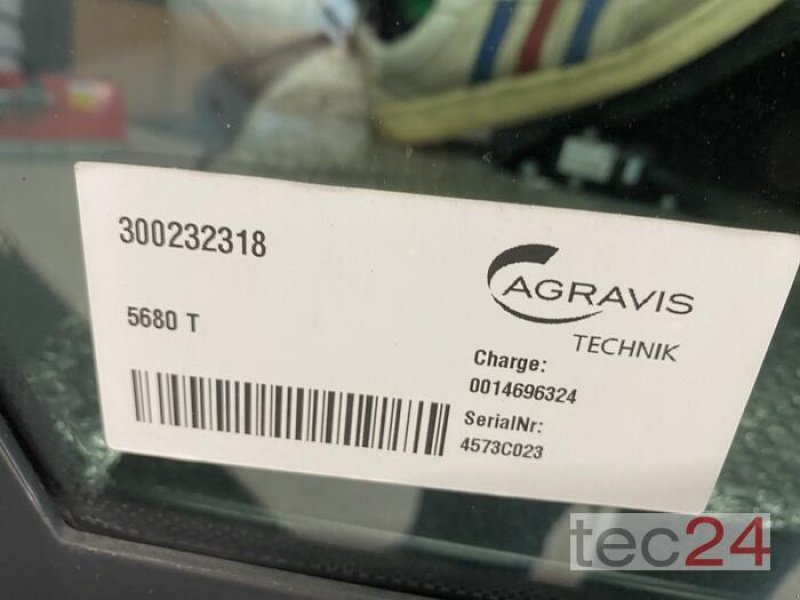 300232318
5680 T
AGRAVIS
TECHNIK
Charge:
0014696324
SerialNr:
4573C023
tec24